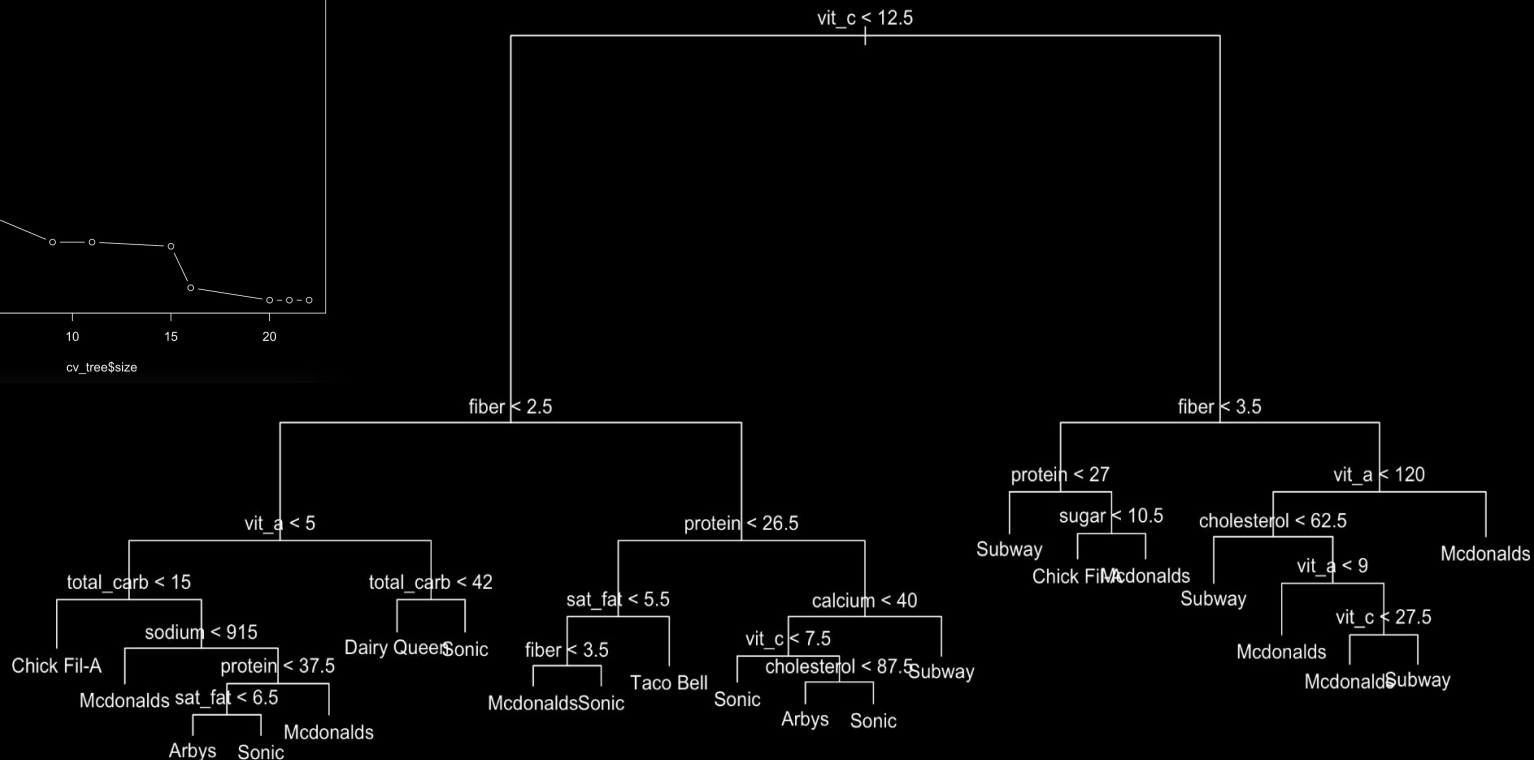 vit_c < 12.5
10
15
20
cv_tree$size
fiber < 2.5
fiber < 3.5
protein < 27
vit_a < 120
sugar < 10.5
cholesterol < 62.5
vit_a < 5
protein < 26.5
Subway
Mcdonalds
Chick Fil-A
Mcdonalds
vit_a < 9
total_carb < 15
total_carb < 42
sat_fat < 5.5
calcium < 40
Subway
vit_c < 27.5
sodium < 915
vit_c < 7.5
Dairy Queen
Sonic
fiber < 3.5
Mcdonalds
Chick Fil-A
protein < 37.5
cholesterol < 87.5
Subway
Taco Bell
Mcdonalds
Subway
Mcdonalds
sat_fat < 6.5
Mcdonalds
Sonic
Sonic
Arbys
Sonic
Mcdonalds
Arbys
Sonic